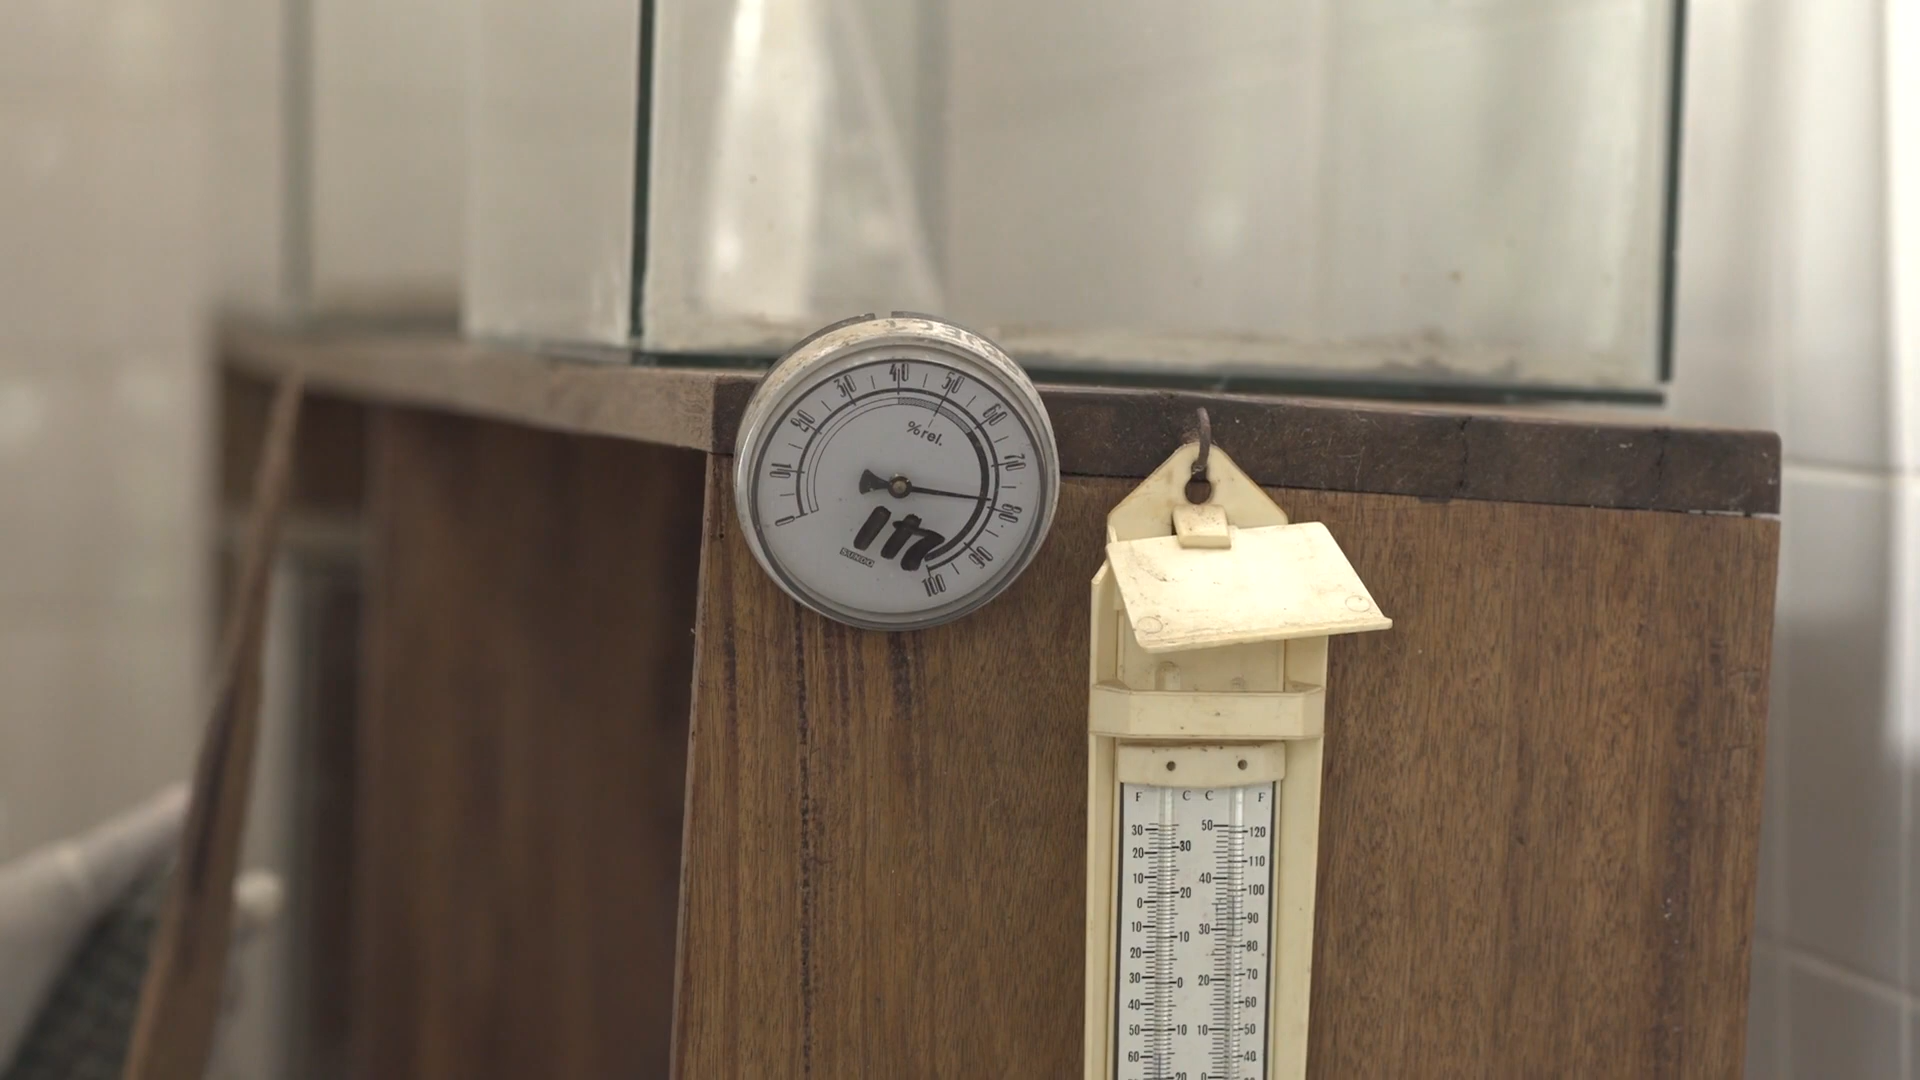 0 10 20 30 40 50 60 70 80 90 100
% rel.
SUNDO
F C C F
30 50 120
20 30 110
10 20 40 100
0 90
10 10 30 80
20
30 0 20 70
40 60
50 10 10 50
60 40
20 0